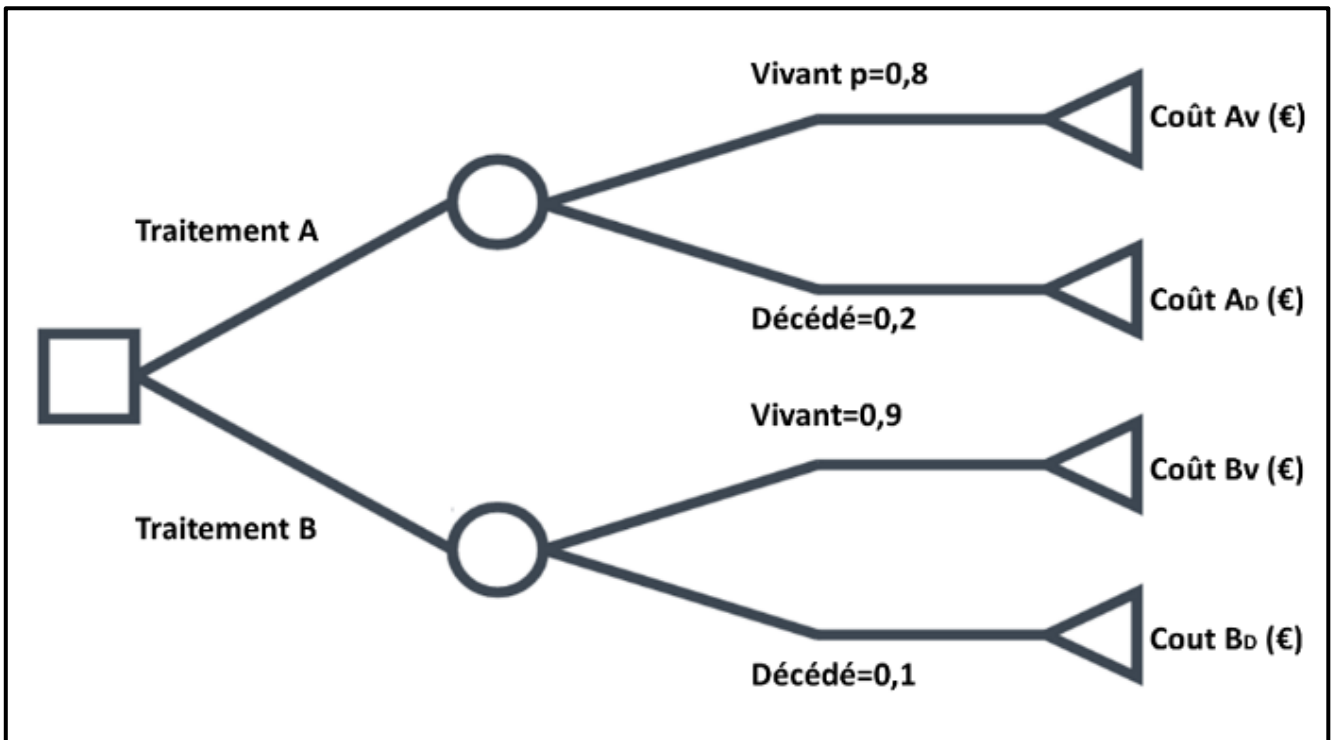 Vivant p=0,8
Coût Av (€)
Traitement A
Décédé=0,2
Coût AD (€)
Vivant=0,9
Coût Bv (€)
Traitement B
Décédé=0,1
Cout BD (€)